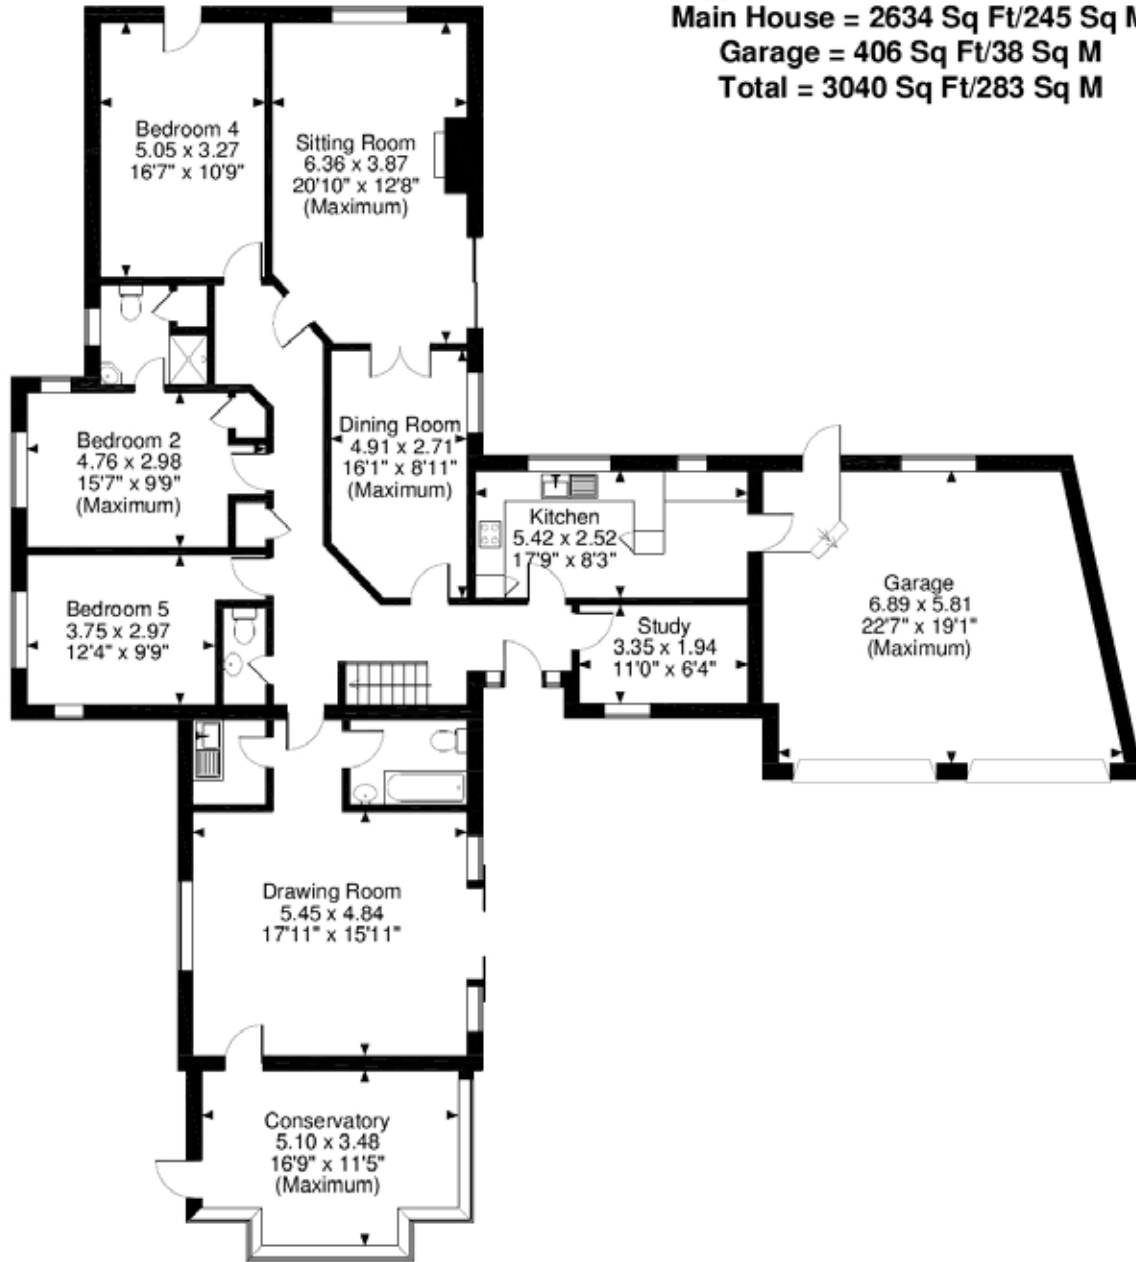 Main House = 2634 Sq Ft/245 Sq M
Garage = 406 Sq Ft/38 Sq M
Total = 3040 Sq Ft/283 Sq M
Bedroom 4
5.05 x 3.27
16'7" x 10'9"
Sitting Room
6.36 x 3.87
20'10" x 12'8"
(Maximum)
Dining Room
4.91 x 2.71
16'1" x 8'11"
(Maximum)
Bedroom 2
4.76 x 2.98
15'7" x 9'9"
(Maximum)
Kitchen
5.42 x 2.52
17'9" x 8'3"
Garage
6.89 x 5.81
22'7" x 19'1"
(Maximum)
Bedroom 5
3.75 x 2.97
12'4" x 9'9"
Study
3.35 x 1.94
11'0" x 6'4"
Drawing Room
5.45 x 4.84
17'11" x 15'11"
Conservatory
5.10 x 3.48
16'9" x 11'5"
(Maximum)